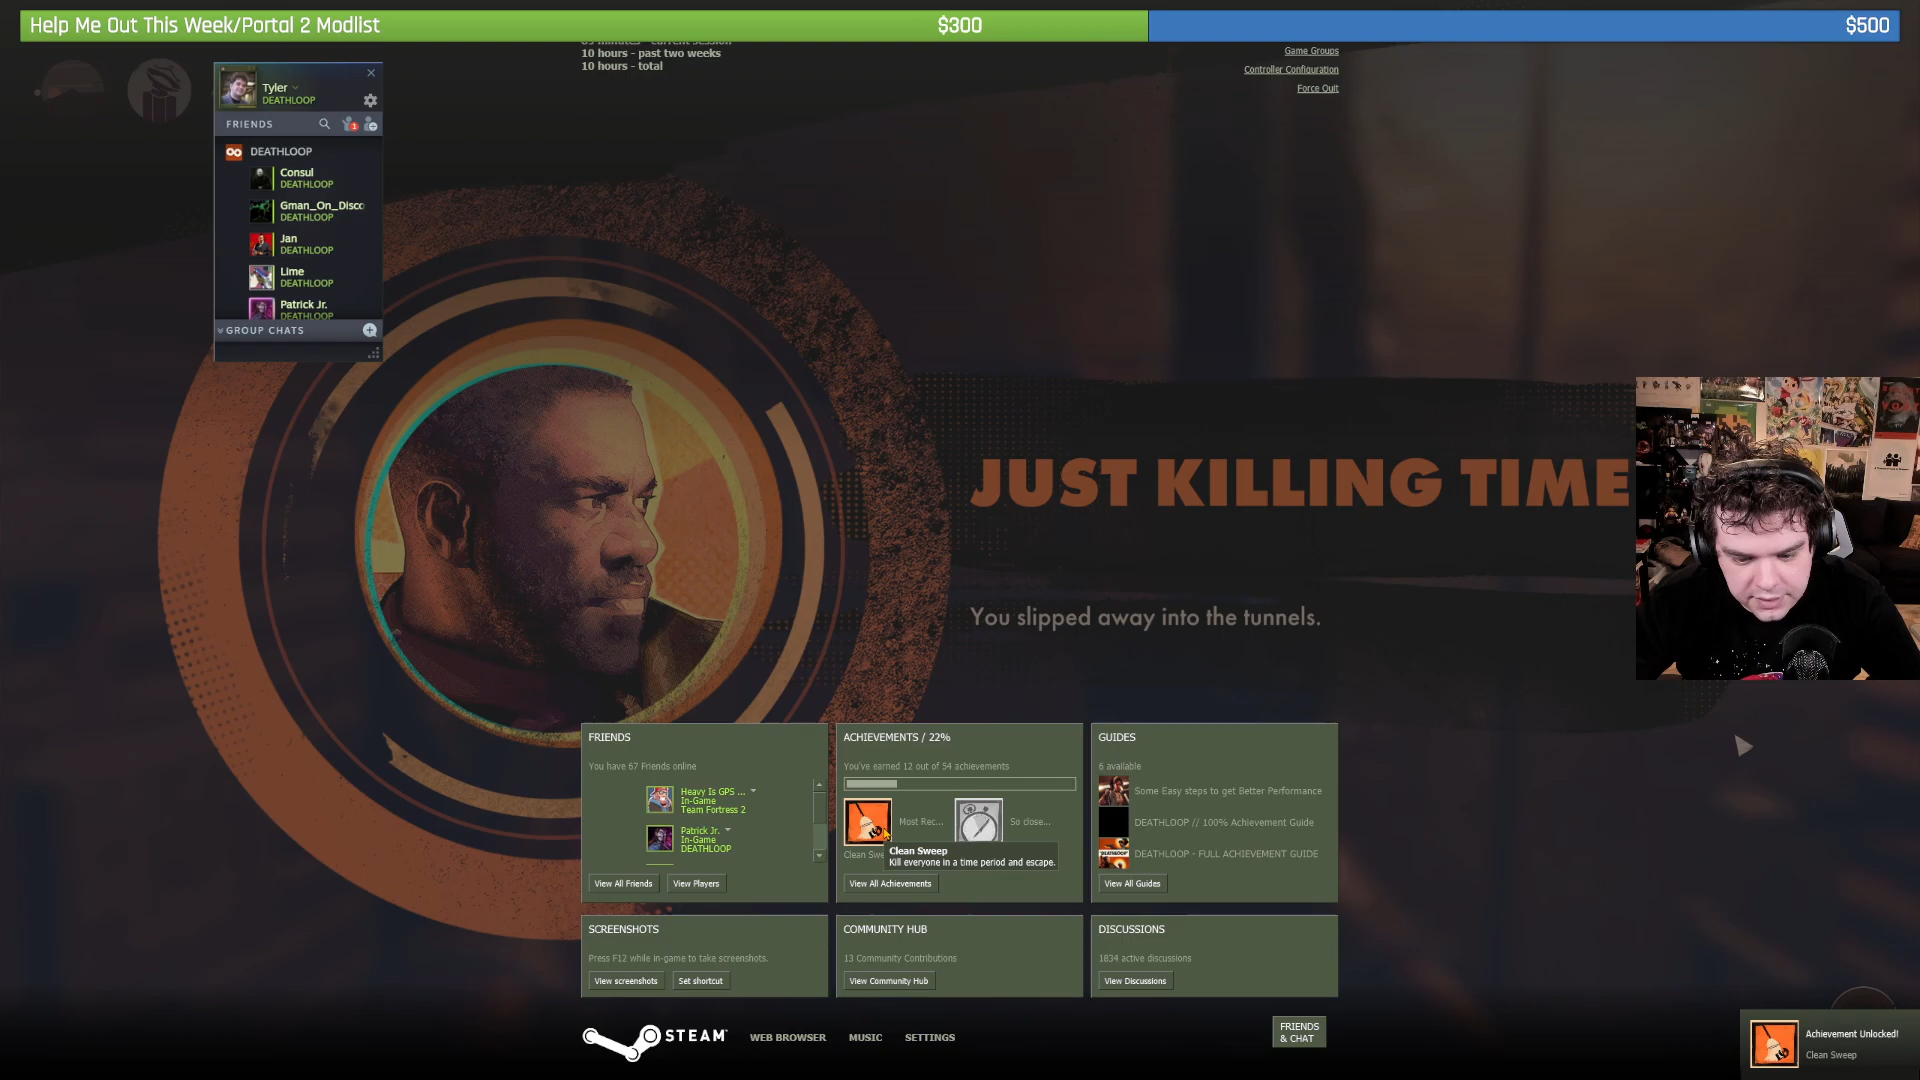 Help Me Out This Week/Portal 2 Modlist
$300
$500
10 hours - past two weeks
10 hours - total
Game Groups
Controller Configuration
Force Quit
Tyler
DEATHLOOP
FRIENDS
1
DEATHLOOP
Consul
DEATHLOOP
Gman_On_Disco
DEATHLOOP
Jan
DEATHLOOP
Lime
DEATHLOOP
Patrick Jr.
DEATHLOOP
GROUP CHATS
JUST KILLING TIME
You slipped away into the tunnels.
FRIENDS
You have 67 Friends online
Heavy Is GPS ...
In-Game
Team Fortress 2
Patrick Jr.
In-Game
DEATHLOOP
View All Friends
View Players
ACHIEVEMENTS / 22%
You've earned 12 out of 54 achievements
Most Rec...
So close...
Clean Swe
Clean Sweep
Kill everyone in a time period and escape.
View All Achievements
GUIDES
6 available
Some Easy steps to get Better Performance
DEATHLOOP // 100% Achievement Guide
DEATHLOOP - FULL ACHIEVEMENT GUIDE
View All Guides
SCREENSHOTS
Press F12 while in-game to take screenshots.
View screenshots
Set shortcut
COMMUNITY HUB
13 Community Contributions
View Community Hub
DISCUSSIONS
1834 active discussions
View Discussions
STEAM
WEB BROWSER
MUSIC
SETTINGS
FRIENDS
& CHAT
Achievement Unlocked!
Clean Sweep